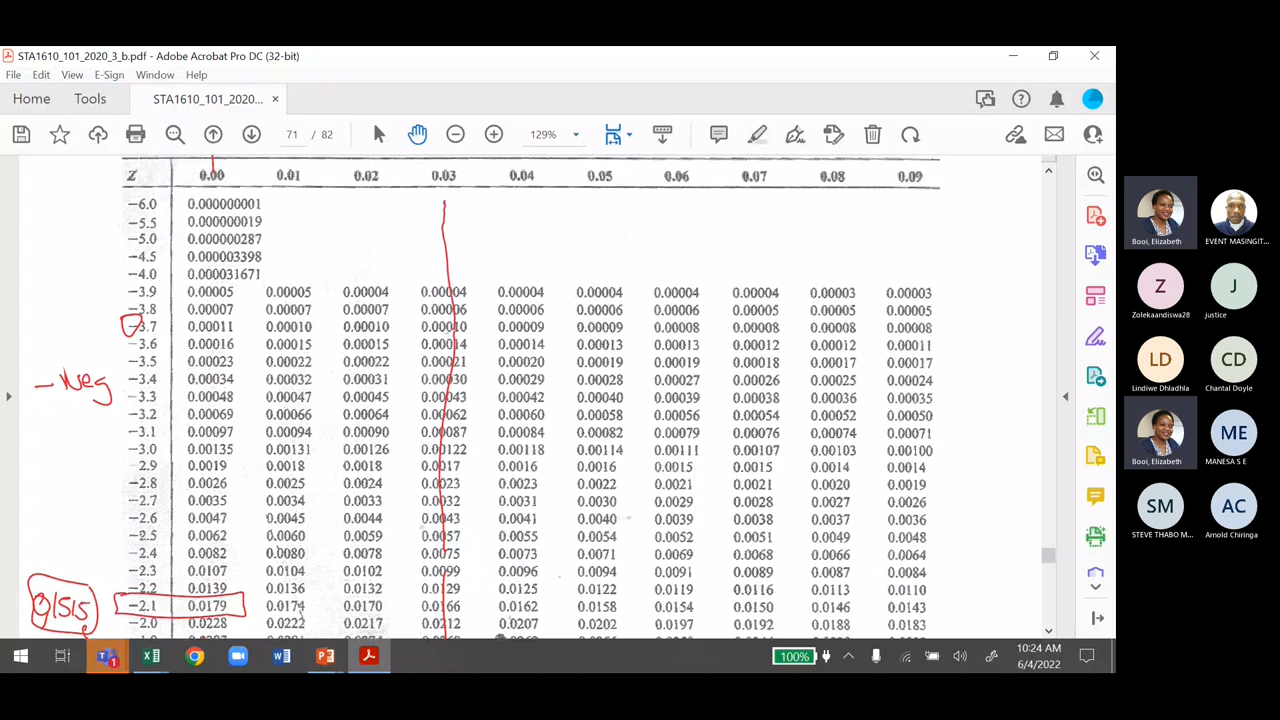 STA1610_101_2020_3_b.pdf - Adobe Acrobat Pro DC (32-bit)
File Edit View E-Sign Window Help
Home Tools STA1610_101_2020... ×
71 / 82 129%
Z 0.00 0.01 0.02 0.03 0.04 0.05 0.06 0.07 0.08 0.09
−6.0 0.000000001
−5.5 0.000000019
−5.0 0.000000287
−4.5 0.000003398
−4.0 0.000031671
−3.9 0.00005 0.00005 0.00004 0.00004 0.00004 0.00004 0.00004 0.00004 0.00003 0.00003
−3.8 0.00007 0.00007 0.00007 0.00006 0.00006 0.00006 0.00006 0.00005 0.00005 0.00005
−3.7 0.00011 0.00010 0.00010 0.00010 0.00009 0.00009 0.00008 0.00008 0.00008 0.00008
−3.6 0.00016 0.00015 0.00015 0.00014 0.00014 0.00013 0.00013 0.00012 0.00012 0.00011
−3.5 0.00023 0.00022 0.00022 0.00021 0.00020 0.00019 0.00019 0.00018 0.00017 0.00017
−3.4 0.00034 0.00032 0.00031 0.00030 0.00029 0.00028 0.00027 0.00026 0.00025 0.00024
− Neg
−3.3 0.00048 0.00047 0.00045 0.00043 0.00042 0.00040 0.00039 0.00038 0.00036 0.00035
−3.2 0.00069 0.00066 0.00064 0.00062 0.00060 0.00058 0.00056 0.00054 0.00052 0.00050
−3.1 0.00097 0.00094 0.00090 0.00087 0.00084 0.00082 0.00079 0.00076 0.00074 0.00071
−3.0 0.00135 0.00131 0.00126 0.00122 0.00118 0.00114 0.00111 0.00107 0.00103 0.00100
−2.9 0.0019 0.0018 0.0018 0.0017 0.0016 0.0016 0.0015 0.0015 0.0014 0.0014
−2.8 0.0026 0.0025 0.0024 0.0023 0.0023 0.0022 0.0021 0.0021 0.0020 0.0019
−2.7 0.0035 0.0034 0.0033 0.0032 0.0031 0.0030 0.0029 0.0028 0.0027 0.0026
−2.6 0.0047 0.0045 0.0044 0.0043 0.0041 0.0040 0.0039 0.0038 0.0037 0.0036
−2.5 0.0062 0.0060 0.0059 0.0057 0.0055 0.0054 0.0052 0.0051 0.0049 0.0048
−2.4 0.0082 0.0080 0.0078 0.0075 0.0073 0.0071 0.0069 0.0068 0.0066 0.0064
−2.3 0.0107 0.0104 0.0102 0.0099 0.0096 0.0094 0.0091 0.0089 0.0087 0.0084
−2.2 0.0139 0.0136 0.0132 0.0129 0.0125 0.0122 0.0119 0.0116 0.0113 0.0110
−2.1 0.0179 0.0174 0.0170 0.0166 0.0162 0.0158 0.0154 0.0150 0.0146 0.0143
−2.0 0.0228 0.0222 0.0217 0.0212 0.0207 0.0202 0.0197 0.0192 0.0188 0.0183
Booi, Elizabeth
EVENT MASINGIT...
Z
Zolekaandiswa28
J
justice
LD
Lindiwe Dhladhla
CD
Chantal Doyle
Booi, Elizabeth
ME
MANESA S E
SM
STEVE THABO M...
AC
Arnold Chiringa
100%
10:24 AM
6/4/2022